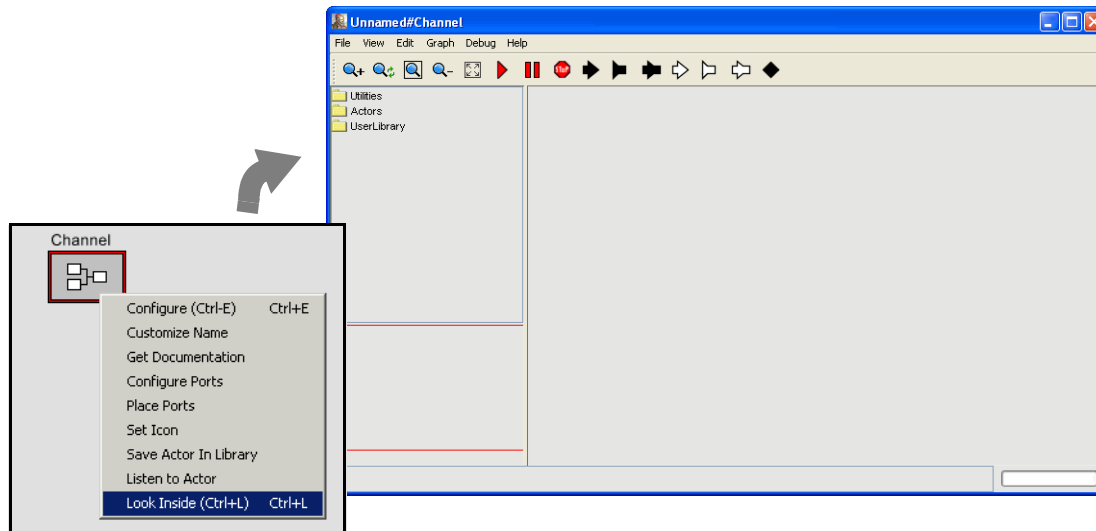 Unnamed#Channel
File View Edit Graph Debug Help
STOP
Utilities
Actors
UserLibrary
Channel
Configure (Ctrl-E) Ctrl+E
Customize Name
Get Documentation
Configure Ports
Place Ports
Set Icon
Save Actor In Library
Listen to Actor
Look Inside (Ctrl+L) Ctrl+L